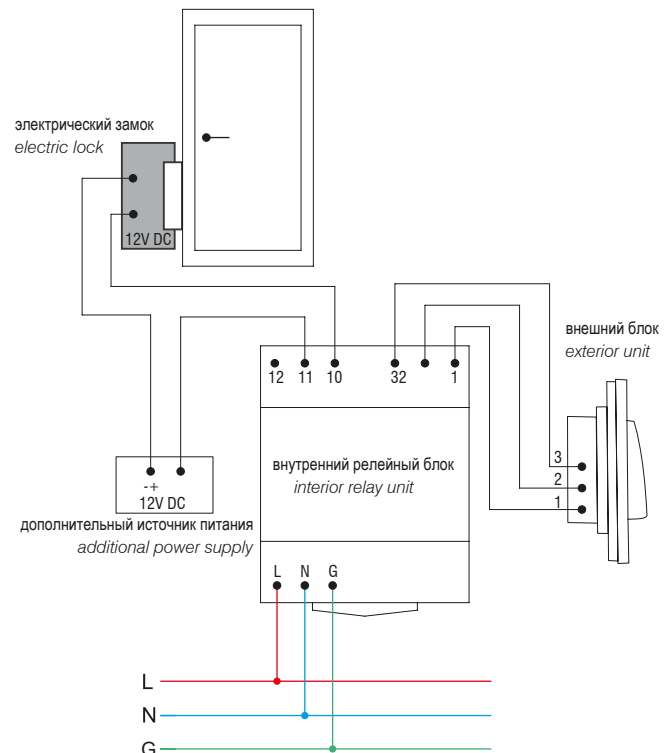 электрический замок
electric lock
12V DC
внешний блок
exterior unit
12 11 10 32 1
3
2
1
внутренний релейный блок
interior relay unit
-+
12V DC
дополнительный источник питания
additional power supply
L N G
L
N
G